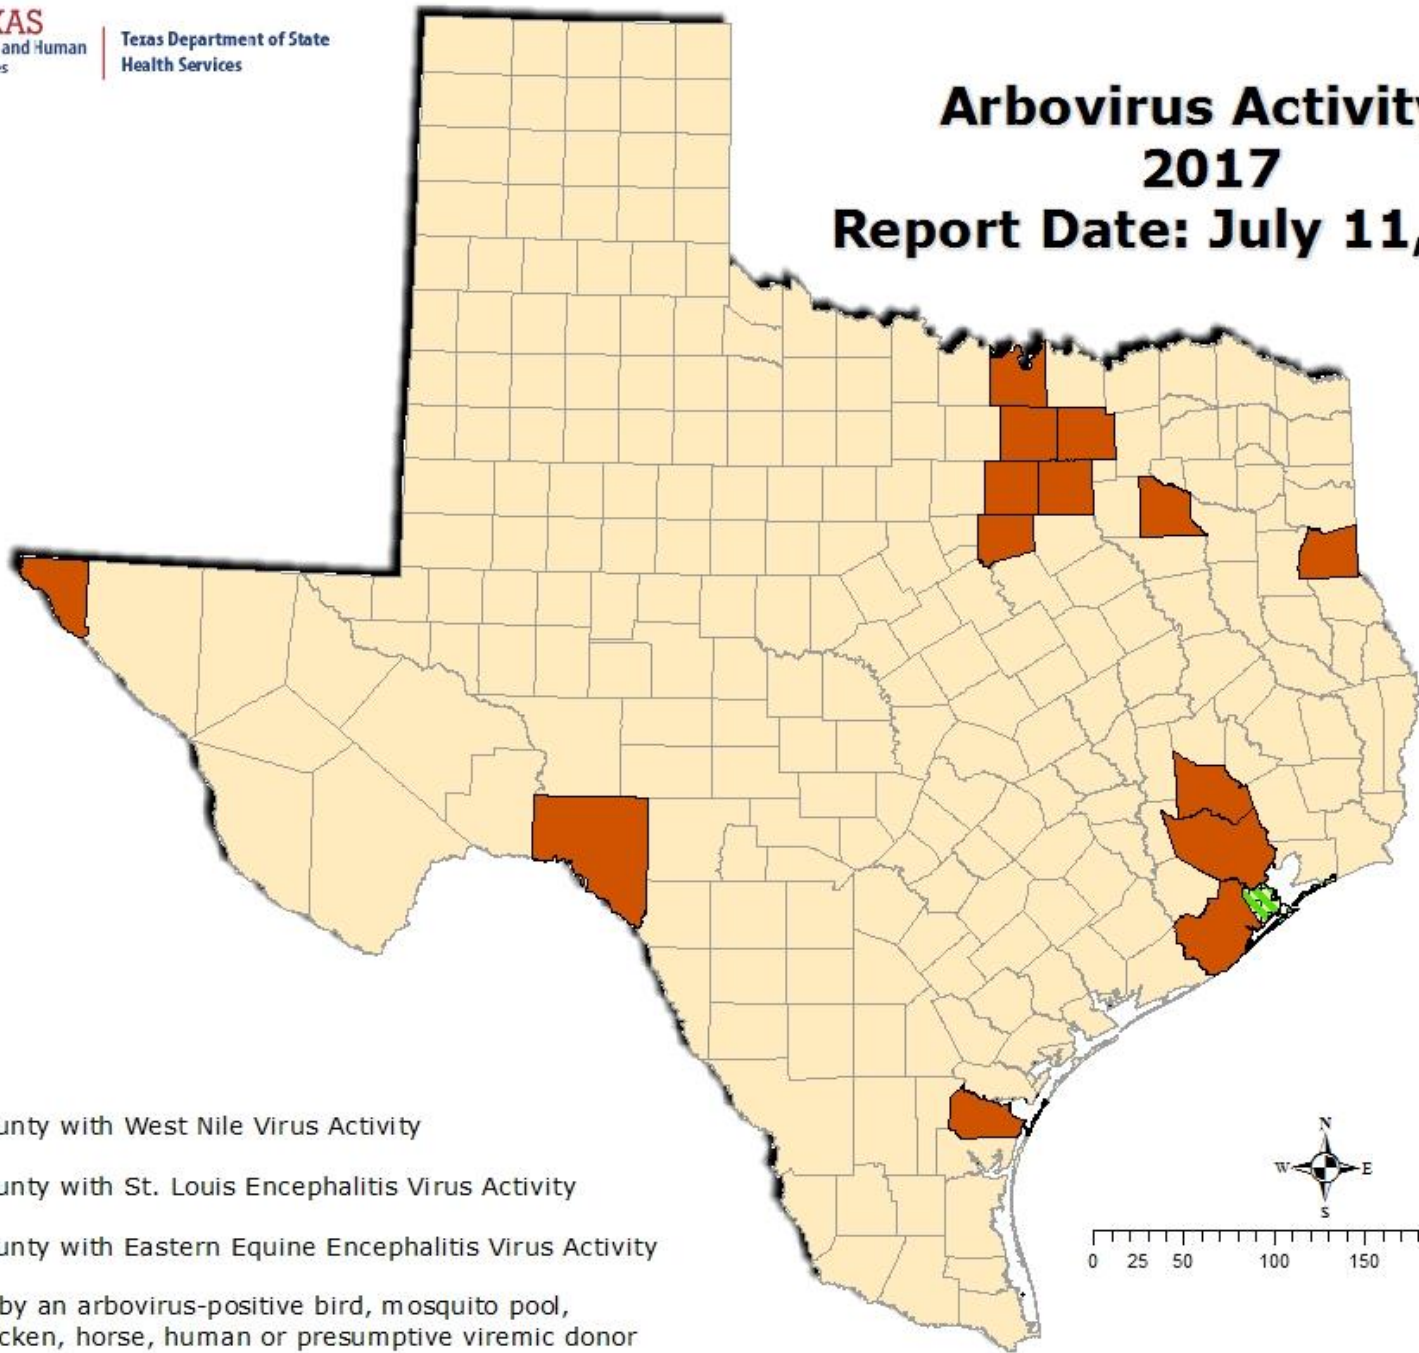 XAS
and Human
es
Texas Department of State
Health Services
Arbovirus Activity
2017
Report Date: July 11,
unty with West Nile Virus Activity
unty with St. Louis Encephalitis Virus Activity
unty with Eastern Equine Encephalitis Virus Activity
by an arbovirus-positive bird, mosquito pool,
cken, horse, human or presumptive viremic donor
N
W E
S
0 25 50 100 150